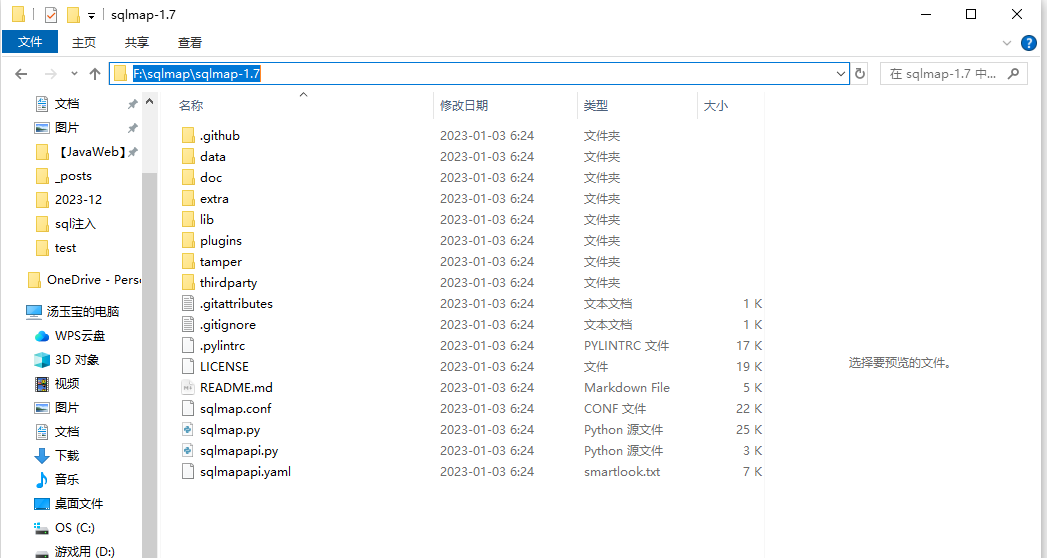 sqlmap-1.7
文件 主页 共享 查看
F:\sqlmap\sqlmap-1.7 在 sqlmap-1.7 中...
文档
图片
【JavaWeb】
_posts
2023-12
sql注入
test
OneDrive - Pers
汤玉宝的电脑
WPS云盘
3D 对象
视频
图片
文档
下载
音乐
桌面文件
OS (C:)
游戏用 (D:)
名称 修改日期 类型 大小
.github 2023-01-03 6:24 文件夹
data 2023-01-03 6:24 文件夹
doc 2023-01-03 6:24 文件夹
extra 2023-01-03 6:24 文件夹
lib 2023-01-03 6:24 文件夹
plugins 2023-01-03 6:24 文件夹
tamper 2023-01-03 6:24 文件夹
thirdparty 2023-01-03 6:24 文件夹
.gitattributes 2023-01-03 6:24 文本文档 1 K
.gitignore 2023-01-03 6:24 文本文档 1 K
.pylintrc 2023-01-03 6:24 PYLINTRC 文件 17 K
LICENSE 2023-01-03 6:24 文件 19 K
README.md 2023-01-03 6:24 Markdown File 5 K
sqlmap.conf 2023-01-03 6:24 CONF 文件 22 K
sqlmap.py 2023-01-03 6:24 Python 源文件 25 K
sqlmapapi.py 2023-01-03 6:24 Python 源文件 3 K
sqlmapapi.yaml 2023-01-03 6:24 smartlook.txt 7 K
选择要预览的文件。